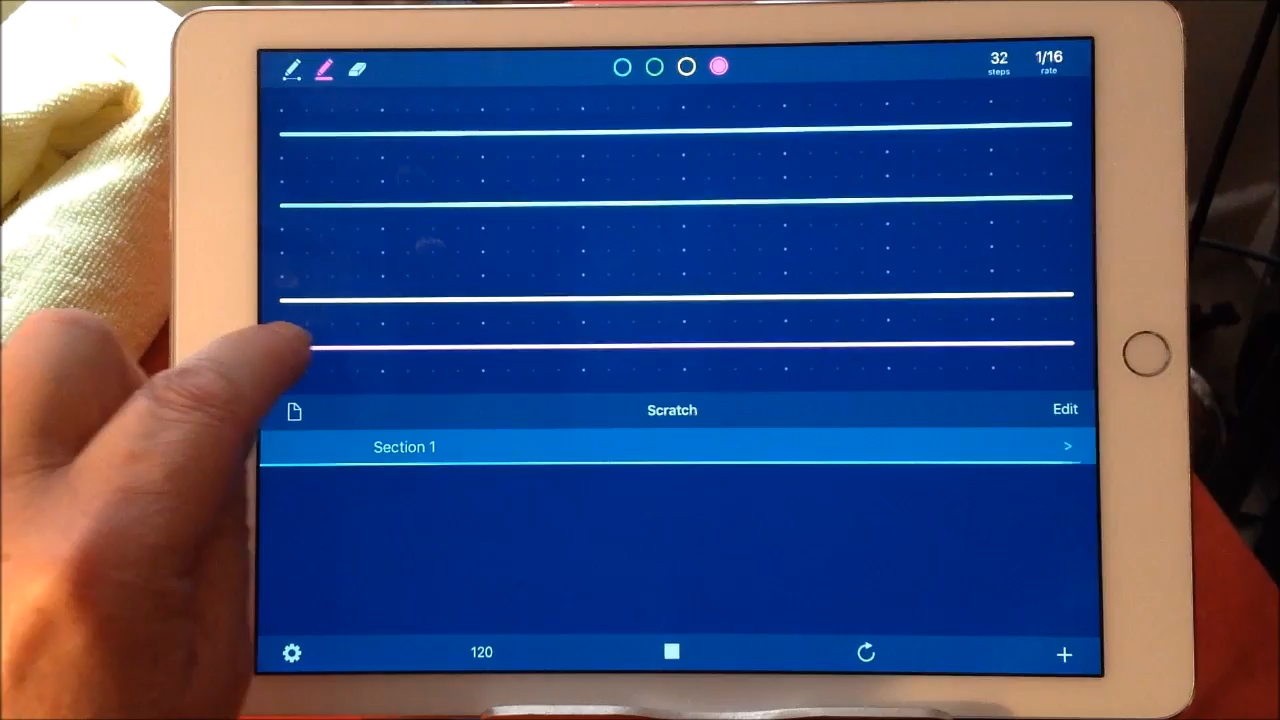 32 1/16
steps rate
Scratch Edit
Section 1 >
120